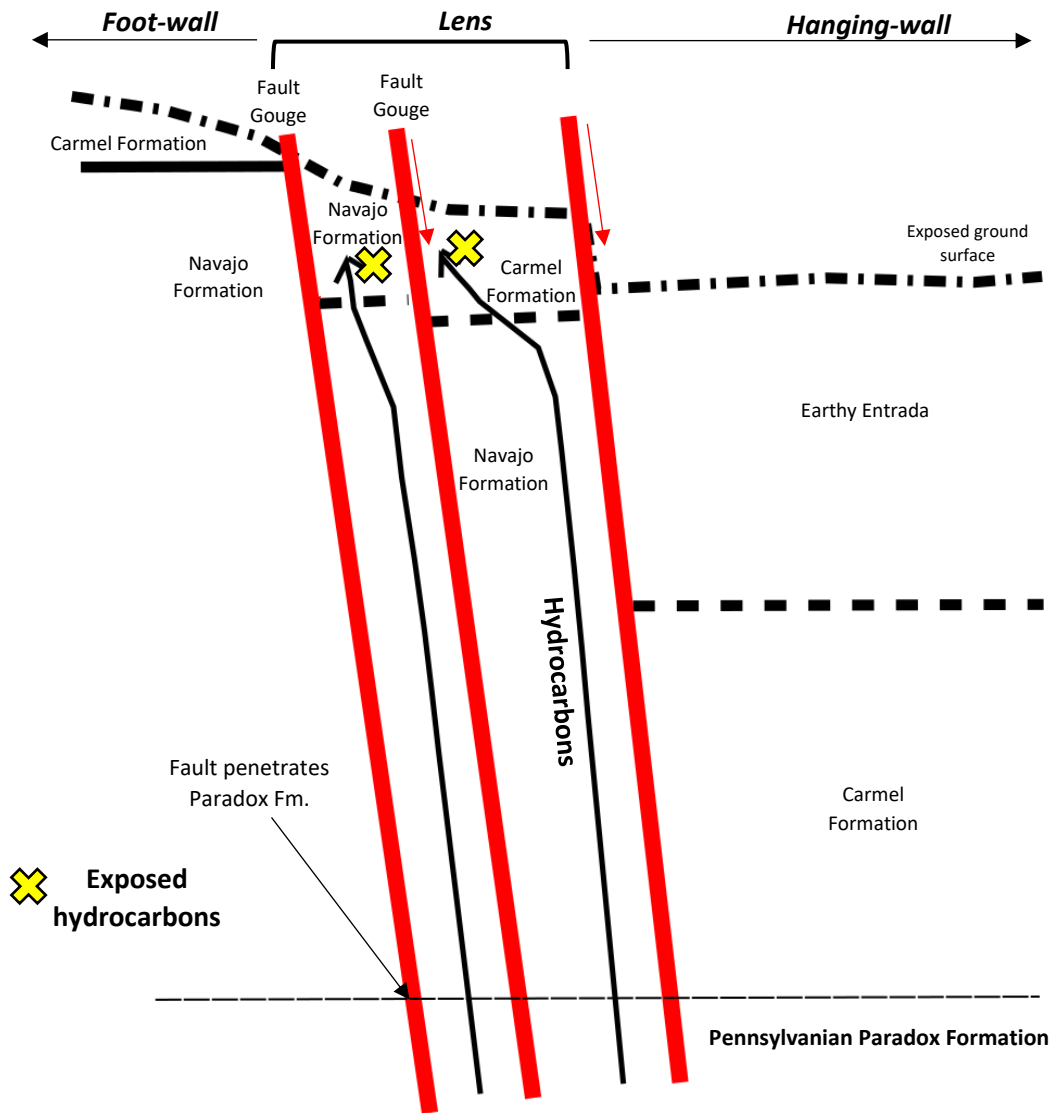 Foot-wall
Lens
Hanging-wall
Fault
Gouge
Fault
Gouge
Carmel Formation
Navajo
Formation
Navajo
Formation
Carmel
Formation
Exposed ground
surface
Earthy Entrada
Navajo
Formation
Hydrocarbons
Fault penetrates
Paradox Fm.
Carmel
Formation
Exposed
hydrocarbons
Pennsylvanian Paradox Formation